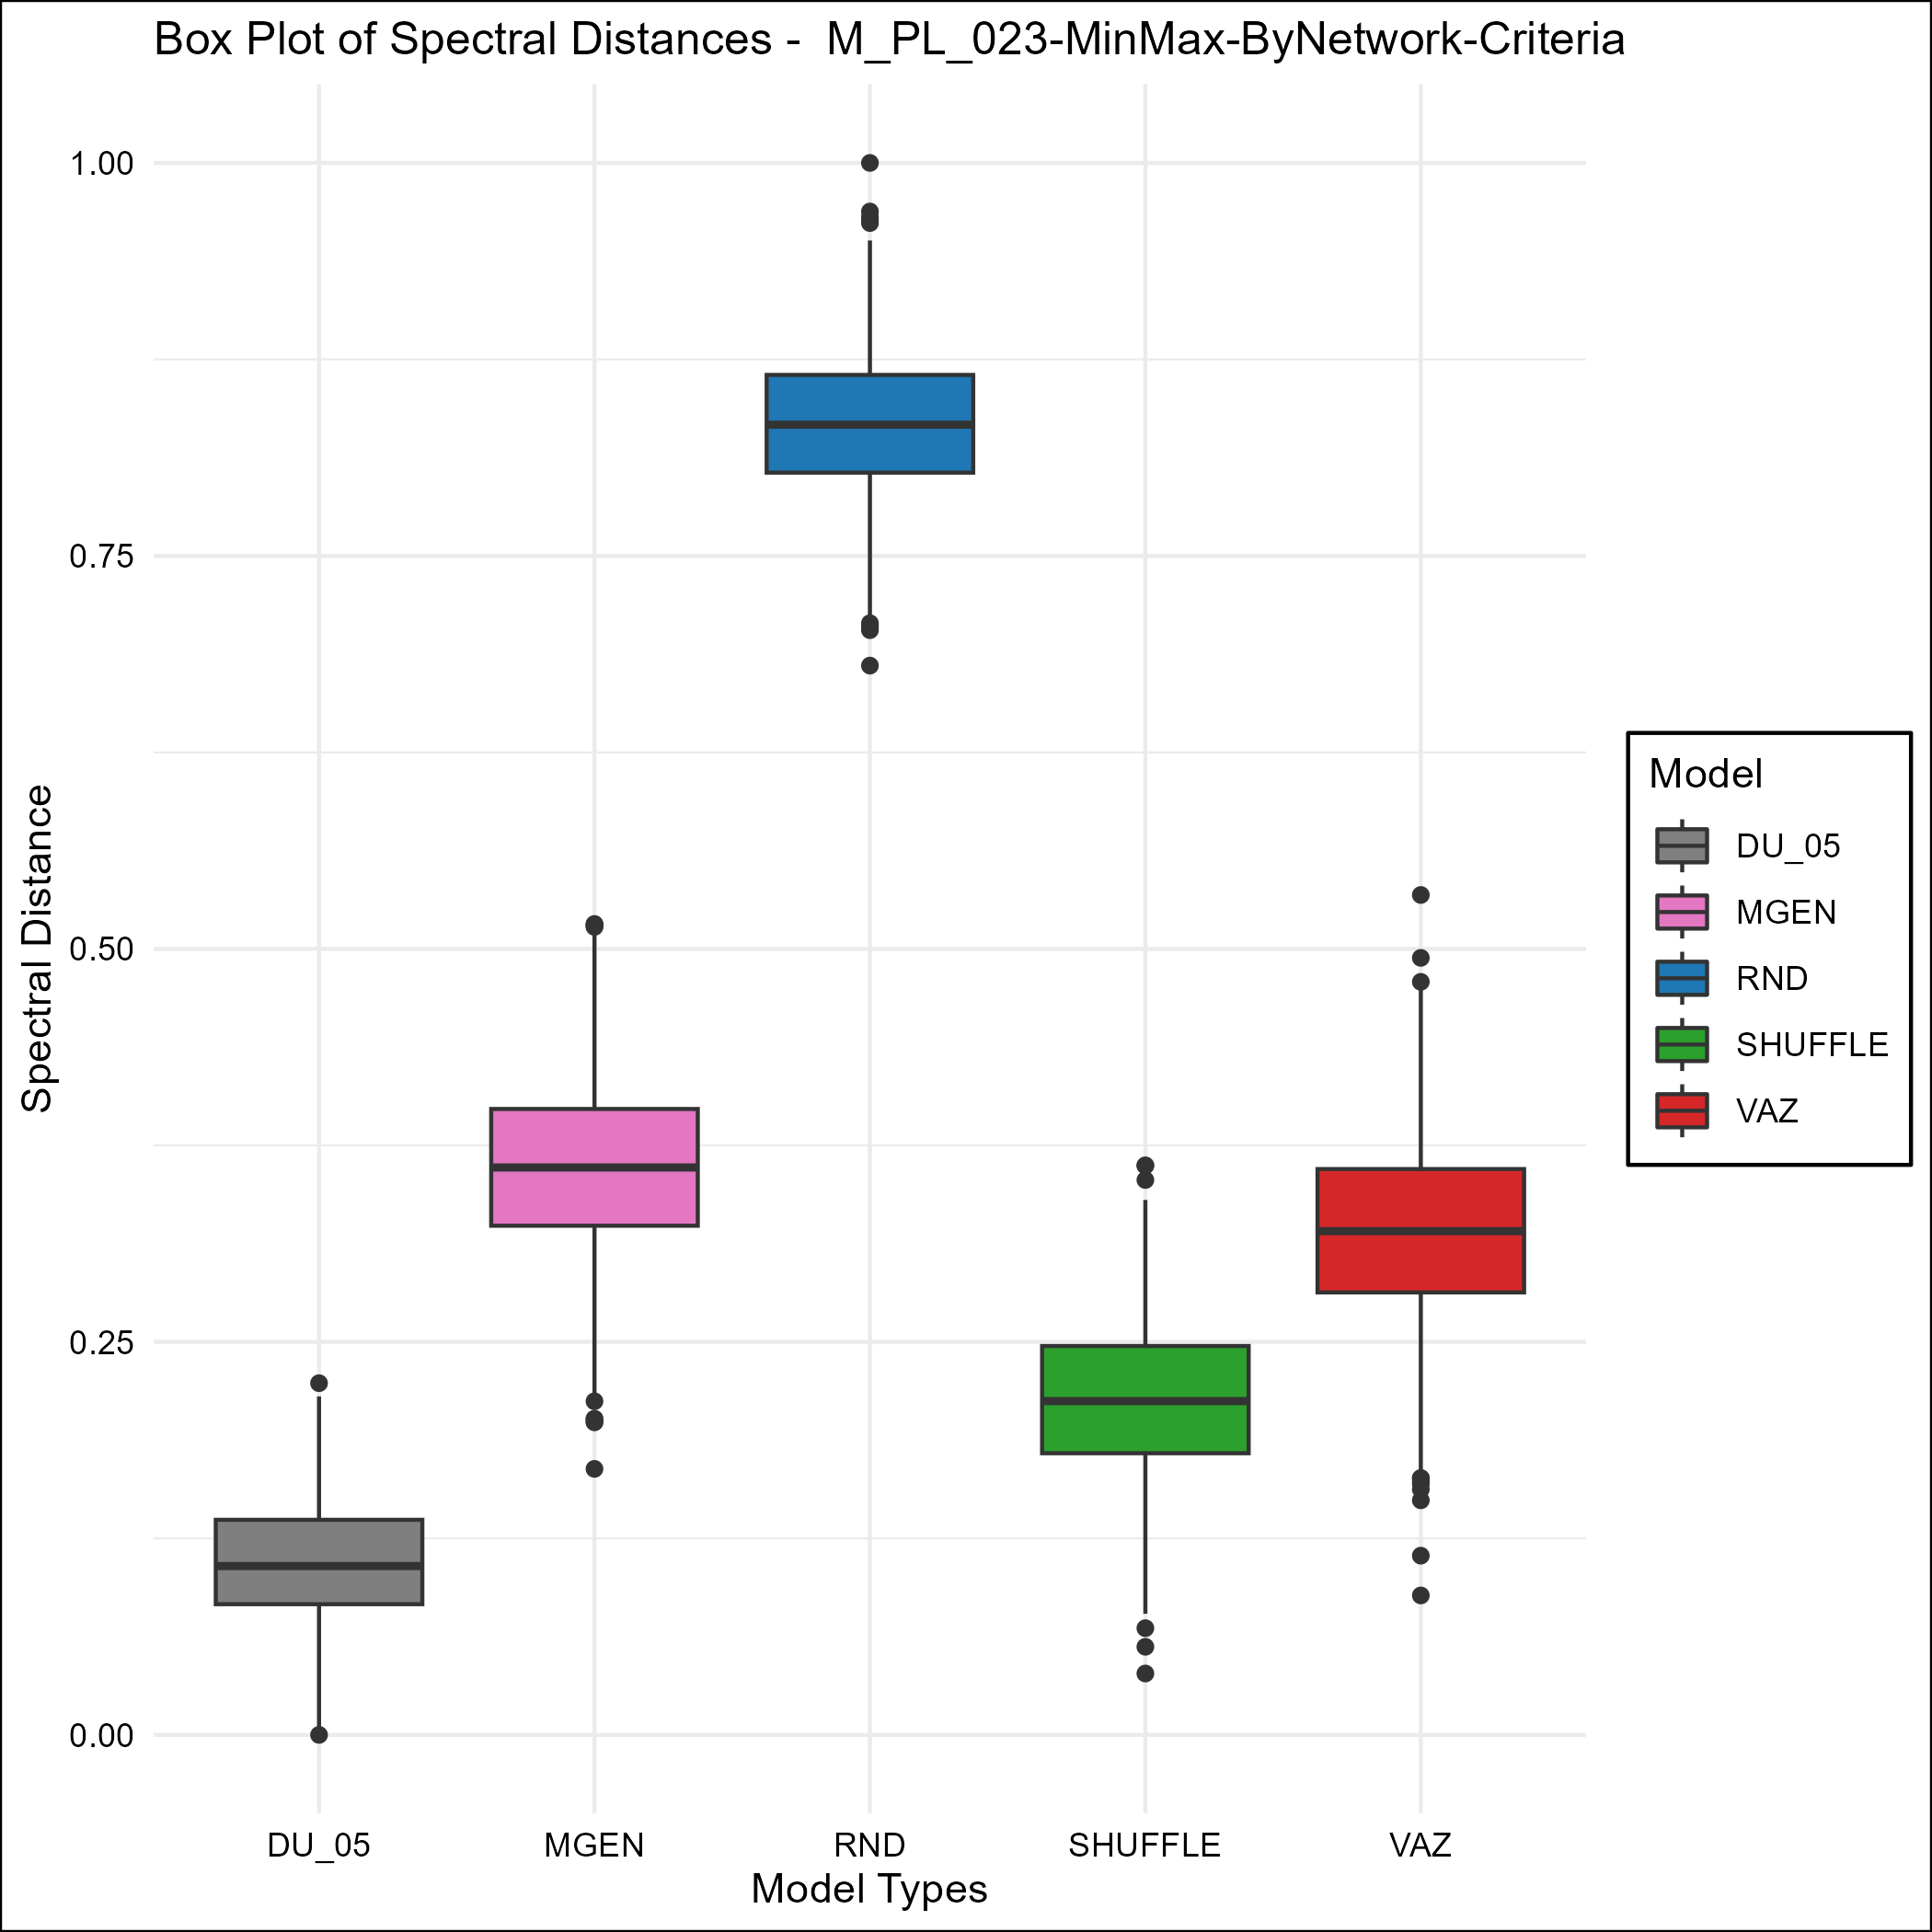 Box Plot of Spectral Distances -  M_PL_023-MinMax-ByNetwork-Criteria
1.00
0.75
0.50
0.25
0.00
Spectral Distance
DU_05
MGEN
RND
SHUFFLE
VAZ
Model Types
Model
DU_05
MGEN
RND
SHUFFLE
VAZ